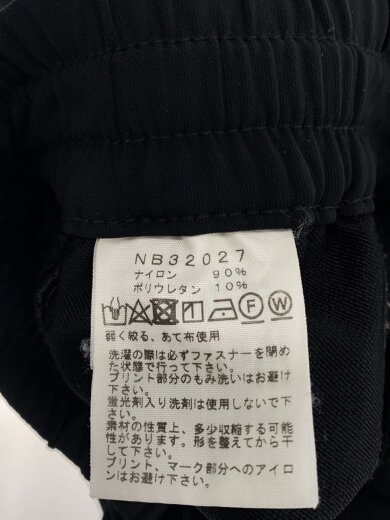 NB32027
ナイロン 90%
ポリウレタン 10%
F W
弱く絞る、あて布使用
洗濯の際は必ずファスナーを閉め
た状態で行って下さい。
プリント部分のもみ洗いはお避け
下さい。
蛍光剤入り洗剤は使用しないで下
さい。
素材の性質上、多少収縮する可能
性があります。形を整えてから干
して下さい。
プリント、マーク部分へのアイロ
ンはお避け下さい。